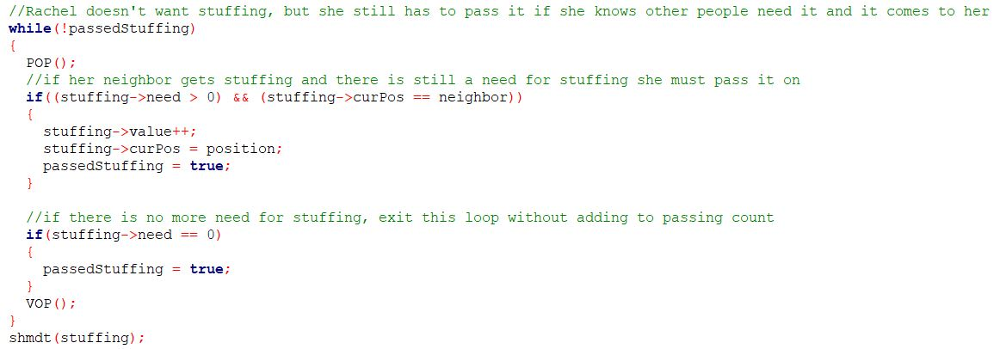 //Rachel doesn't want stuffing, but she still has to pass it if she knows other people need it and it comes to her
while(!passedStuffing)
{
  POP();
  //if her neighbor gets stuffing and there is still a need for stuffing she must pass it on
  if((stuffing->need > 0) && (stuffing->curPos == neighbor))
  {
    stuffing->value++;
    stuffing->curPos = position;
    passedStuffing = true;
  }

  //if there is no more need for stuffing, exit this loop without adding to passing count
  if(stuffing->need == 0)
  {
    passedStuffing = true;
  }
  VOP();
}
shmdt(stuffing);